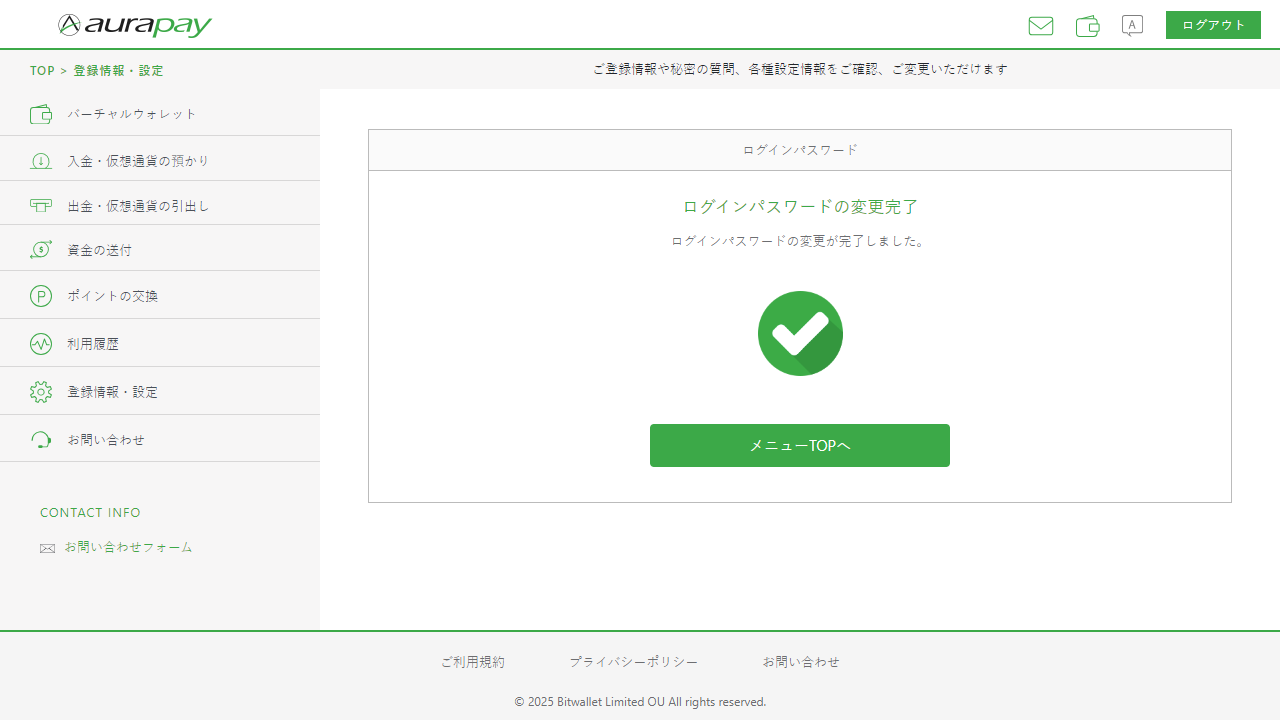 aurapay
A
ログアウト
TOP > 登録情報・設定
ご登録情報や秘密の質問、各種設定情報をご確認、ご変更いただけます
バーチャルウォレット
入金・仮想通貨の預かり
出金・仮想通貨の引出し
$
資金の送付
P
ポイントの交換
利用履歴
登録情報・設定
お問い合わせ
CONTACT INFO
お問い合わせフォーム
ログインパスワード
ログインパスワードの変更完了
ログインパスワードの変更が完了しました。
メニューTOPへ
ご利用規約 プライバシーポリシー お問い合わせ
© 2025 Bitwallet Limited OU All rights reserved.